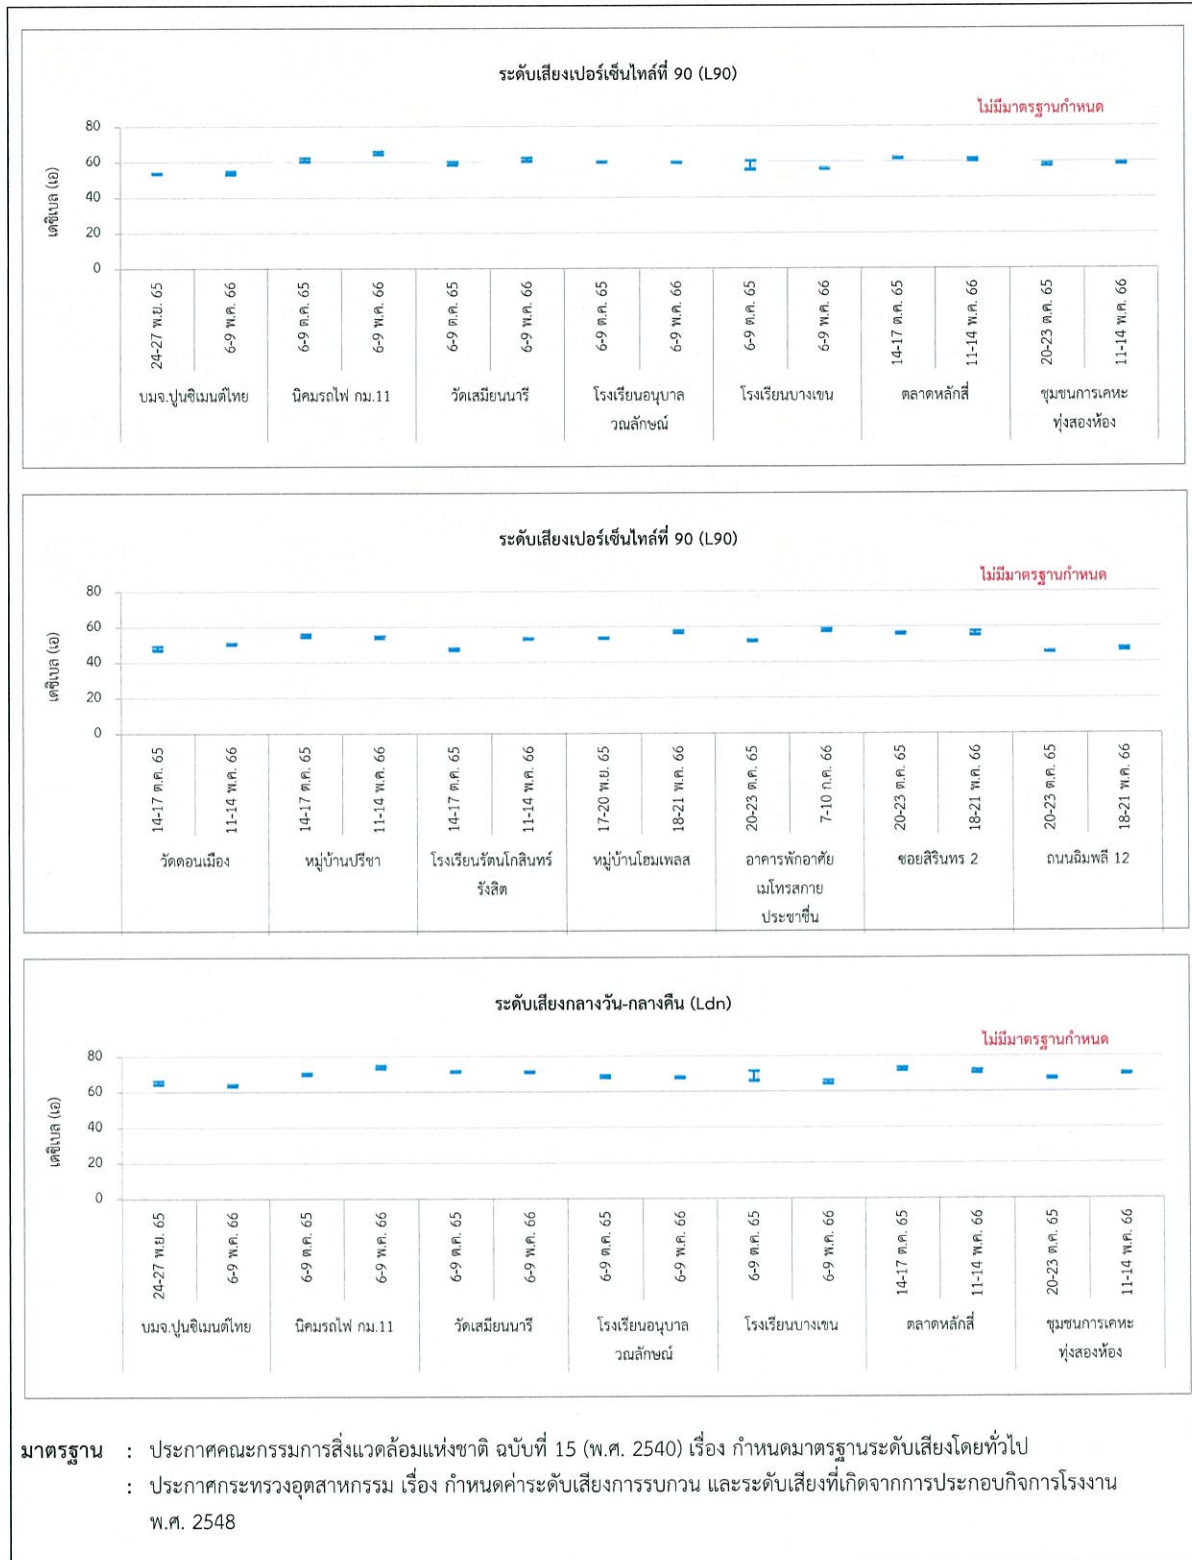 ระดับเสียงเปอร์เซ็นไทล์ที่ 90 (L90)
ไม่มีมาตรฐานกำหนด
เดซิเบล (เอ)
80
60
40
20
0
24-27 พ.ย. 65
6-9 พ.ค. 66
6-9 ต.ค. 65
6-9 พ.ค. 66
6-9 ต.ค. 65
6-9 พ.ค. 66
6-9 ต.ค. 65
6-9 พ.ค. 66
6-9 ต.ค. 65
6-9 พ.ค. 66
14-17 ต.ค. 65
11-14 พ.ค. 66
20-23 ต.ค. 65
11-14 พ.ค. 66
บมจ.ปูนซิเมนต์ไทย
นิคมรถไฟ กม.11
วัดเสมียนนารี
โรงเรียนอนุบาล
วณลักษณ์
โรงเรียนบางเขน
ตลาดหลักสี่
ชุมชนการเคหะ
ทุ่งสองห้อง
ระดับเสียงเปอร์เซ็นไทล์ที่ 90 (L90)
ไม่มีมาตรฐานกำหนด
เดซิเบล (เอ)
80
60
40
20
0
14-17 ต.ค. 65
11-14 พ.ค. 66
14-17 ต.ค. 65
11-14 พ.ค. 66
14-17 ต.ค. 65
11-14 พ.ค. 66
17-20 พ.ย. 65
18-21 พ.ค. 66
20-23 ต.ค. 65
7-10 ก.ค. 66
20-23 ต.ค. 65
18-21 พ.ค. 66
20-23 ต.ค. 65
18-21 พ.ค. 66
วัดดอนเมือง
หมู่บ้านปรีชา
โรงเรียนรัตนโกสินทร์
รังสิต
หมู่บ้านโฮมเพลส
อาคารพักอาศัย
เมโทรสกาย
ประชาชื่น
ซอยสิรินทร 2
ถนนฉิมพลี 12
ระดับเสียงกลางวัน-กลางคืน (Ldn)
ไม่มีมาตรฐานกำหนด
เดซิเบล (เอ)
80
60
40
20
0
24-27 พ.ย. 65
6-9 พ.ค. 66
6-9 ต.ค. 65
6-9 พ.ค. 66
6-9 ต.ค. 65
6-9 พ.ค. 66
6-9 ต.ค. 65
6-9 พ.ค. 66
6-9 ต.ค. 65
6-9 พ.ค. 66
14-17 ต.ค. 65
11-14 พ.ค. 66
20-23 ต.ค. 65
11-14 พ.ค. 66
บมจ.ปูนซิเมนต์ไทย
นิคมรถไฟ กม.11
วัดเสมียนนารี
โรงเรียนอนุบาล
วณลักษณ์
โรงเรียนบางเขน
ตลาดหลักสี่
ชุมชนการเคหะ
ทุ่งสองห้อง
มาตรฐาน : ประกาศคณะกรรมการสิ่งแวดล้อมแห่งชาติ ฉบับที่ 15 (พ.ศ. 2540) เรื่อง กำหนดมาตรฐานระดับเสียงโดยทั่วไป
: ประกาศกระทรวงอุตสาหกรรม เรื่อง กำหนดค่าระดับเสียงการรบกวน และระดับเสียงที่เกิดจากการประกอบกิจการโรงงาน
พ.ศ. 2548